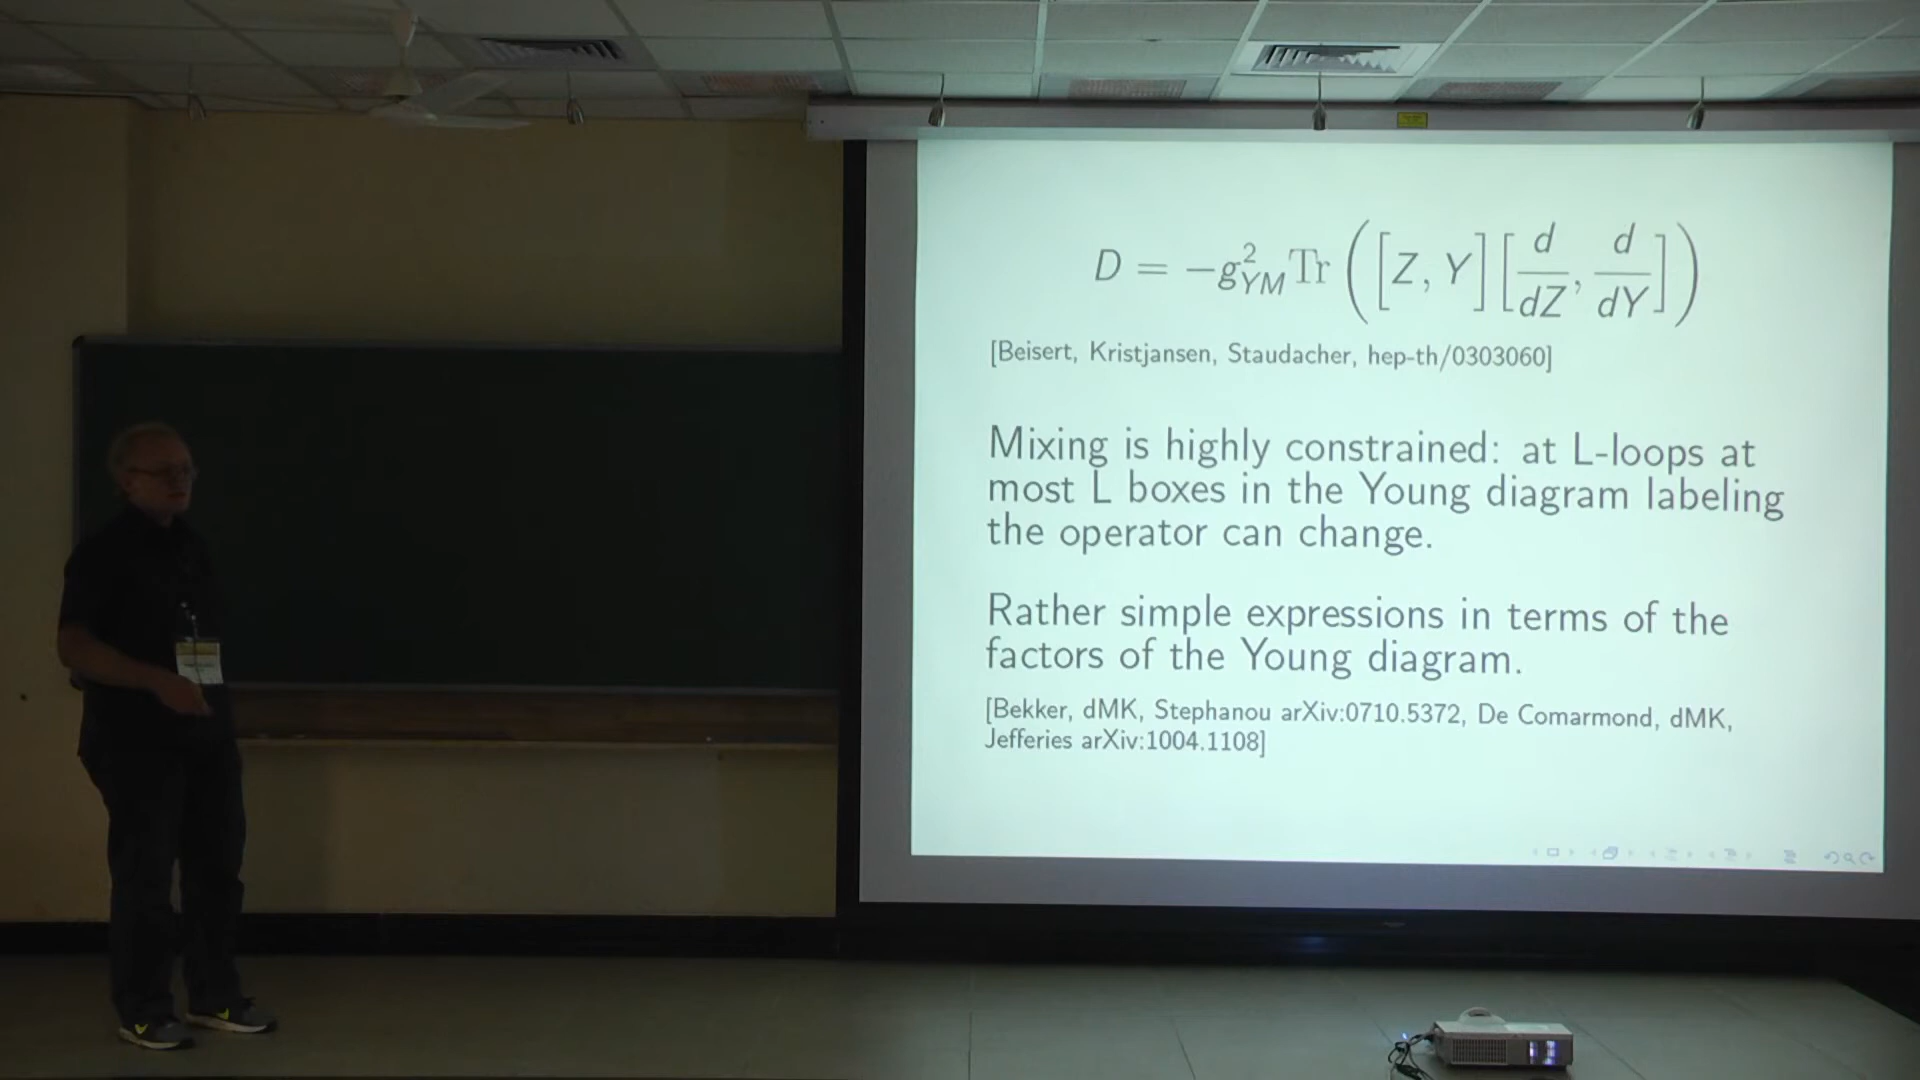 D = −g²_{YM} Tr ( [Z, Y] [ d/dZ, d/dY ] )
[Beisert, Kristjansen, Staudacher, hep-th/0303060]
Mixing is highly constrained: at L-loops at
most L boxes in the Young diagram labeling
the operator can change.
Rather simple expressions in terms of the
factors of the Young diagram.
[Bekker, dMK, Stephanou arXiv:0710.5372, De Comarmond, dMK,
Jefferies arXiv:1004.1108]